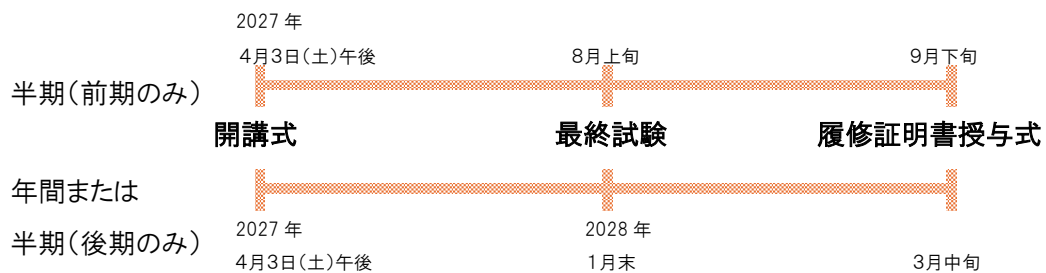 2027 年
4月3日(土)午後 8月上旬 9月下旬
半期(前期のみ)
開講式 最終試験 履修証明書授与式
年間または
半期(後期のみ)
2027 年 2028 年
4月3日(土)午後 1月末 3月中旬